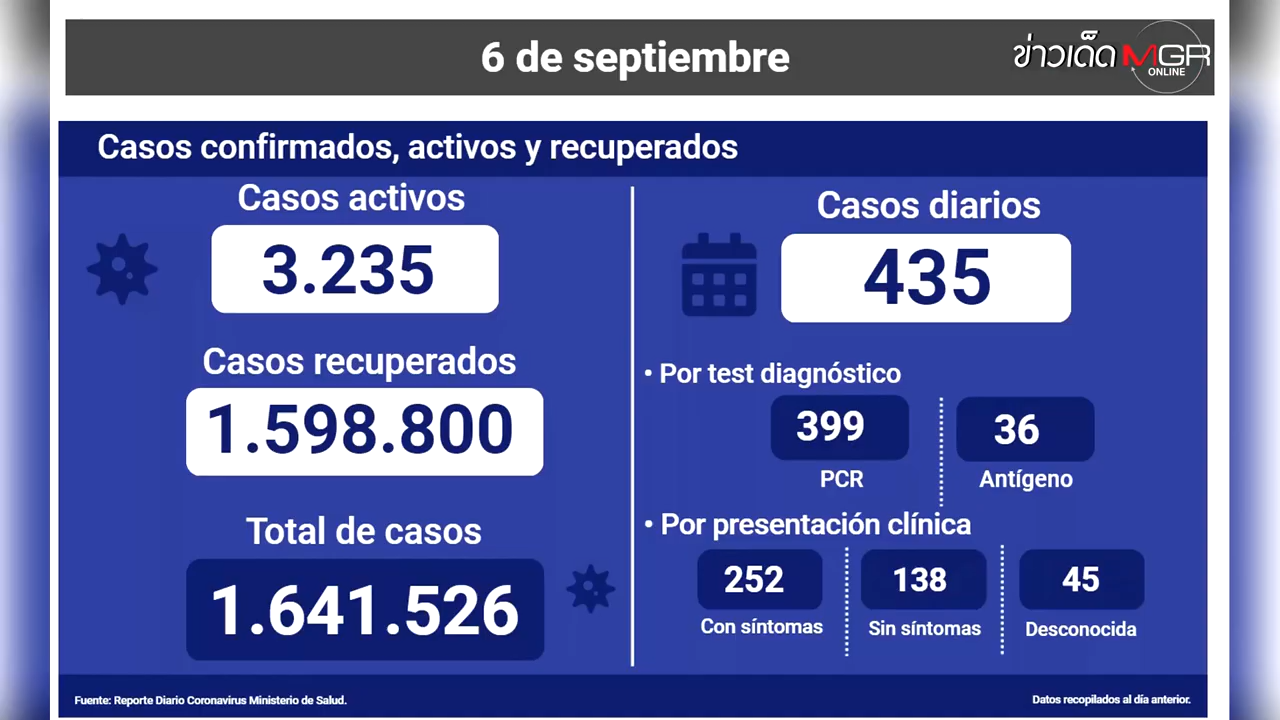 6 de septiembre
ข่าวเด็ด MGR
ONLINE
Casos confirmados, activos y recuperados
Casos activos
3.235
Casos recuperados
1.598.800
Total de casos
1.641.526
Casos diarios
435
• Por test diagnóstico
399
36
PCR
Antígeno
• Por presentación clínica
252
138
45
Con síntomas
Sin síntomas
Desconocida
Fuente: Reporte Diario Coronavirus Ministerio de Salud.
Datos recopilados al día anterior.